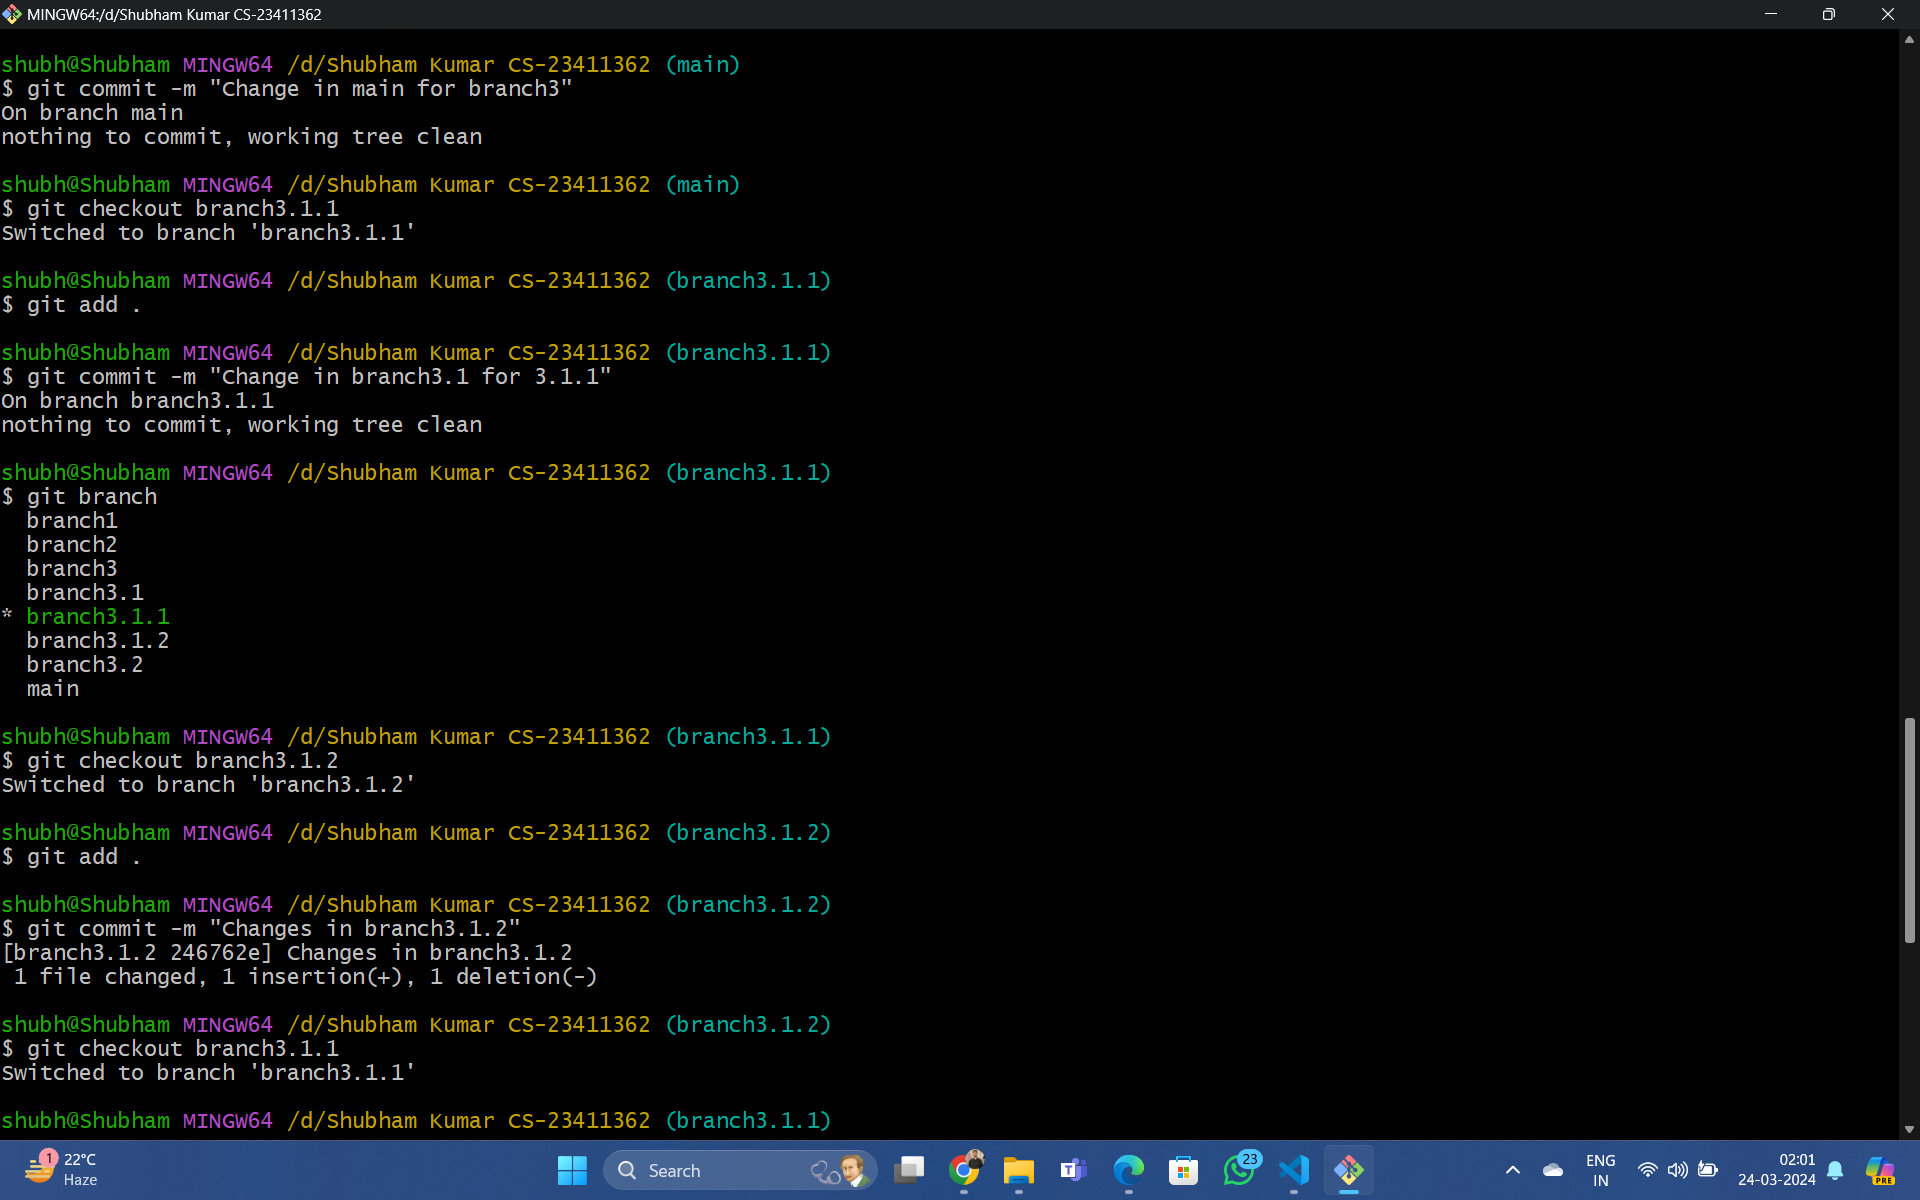 MINGW64:/d/Shubham Kumar CS-23411362
shubh@Shubham MINGW64 /d/Shubham Kumar CS-23411362 (main)
$ git commit -m "Change in main for branch3"
On branch main
nothing to commit, working tree clean
shubh@Shubham MINGW64 /d/Shubham Kumar CS-23411362 (main)
$ git checkout branch3.1.1
Switched to branch 'branch3.1.1'
shubh@Shubham MINGW64 /d/Shubham Kumar CS-23411362 (branch3.1.1)
$ git add .
shubh@Shubham MINGW64 /d/Shubham Kumar CS-23411362 (branch3.1.1)
$ git commit -m "Change in branch3.1 for 3.1.1"
On branch branch3.1.1
nothing to commit, working tree clean
shubh@Shubham MINGW64 /d/Shubham Kumar CS-23411362 (branch3.1.1)
$ git branch
  branch1
  branch2
  branch3
  branch3.1
* branch3.1.1
  branch3.1.2
  branch3.2
  main
shubh@Shubham MINGW64 /d/Shubham Kumar CS-23411362 (branch3.1.1)
$ git checkout branch3.1.2
Switched to branch 'branch3.1.2'
shubh@Shubham MINGW64 /d/Shubham Kumar CS-23411362 (branch3.1.2)
$ git add .
shubh@Shubham MINGW64 /d/Shubham Kumar CS-23411362 (branch3.1.2)
$ git commit -m "Changes in branch3.1.2"
[branch3.1.2 246762e] Changes in branch3.1.2
 1 file changed, 1 insertion(+), 1 deletion(-)
shubh@Shubham MINGW64 /d/Shubham Kumar CS-23411362 (branch3.1.2)
$ git checkout branch3.1.1
Switched to branch 'branch3.1.1'
shubh@Shubham MINGW64 /d/Shubham Kumar CS-23411362 (branch3.1.1)
1
22°C
Haze
Search
23
ENG
IN
02:01
24-03-2024
PRE